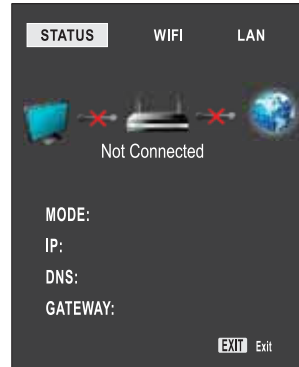 STATUS WIFI LAN
Not Connected
MODE:
IP:
DNS:
GATEWAY:
EXIT Exit